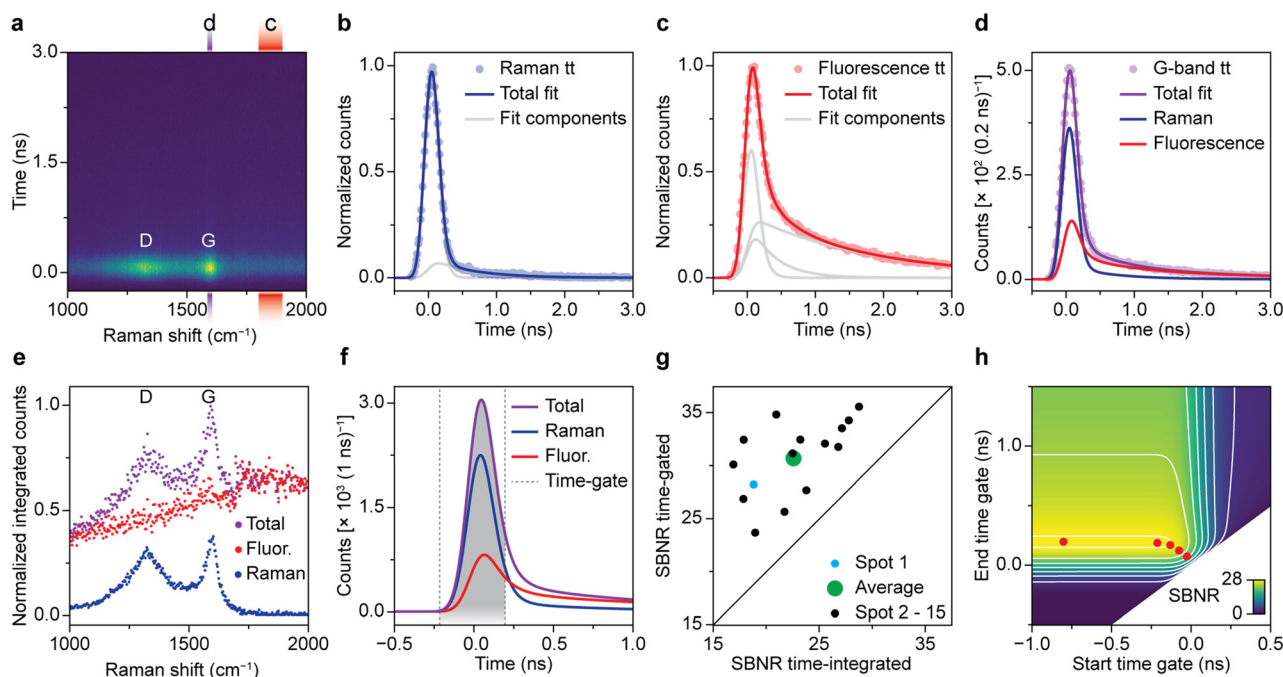 a
d
c
3.0
1.5
0.0
Time (ns)
D
G
1000
1500
2000
Raman shift (cm⁻¹)
b
1.0
0.5
0.0
Normalized counts
Raman tt
Total fit
Fit components
0.0
1.0
2.0
3.0
Time (ns)
c
1.0
0.5
0.0
Normalized counts
Fluorescence tt
Total fit
Fit components
0.0
1.0
2.0
3.0
Time (ns)
d
5.0
2.5
0.0
Counts [× 10² (0.2 ns)⁻¹]
G-band tt
Total fit
Raman
Fluorescence
0.0
1.0
2.0
3.0
Time (ns)
e
D
G
1.0
0.5
0.0
Normalized integrated counts
Total
Fluor.
Raman
1000
1500
2000
Raman shift (cm⁻¹)
f
3.0
1.5
0.0
Counts [× 10³ (1 ns)⁻¹]
Total
Raman
Fluor.
Time-gate
-0.5
0.0
0.5
1.0
Time (ns)
g
35
25
15
SBNR time-gated
Spot 1
Average
Spot 2 - 15
15
25
35
SBNR time-integrated
h
1.0
0.0
End time gate (ns)
28
0
SBNR
-1.0
-0.5
0.0
Start time gate (ns)